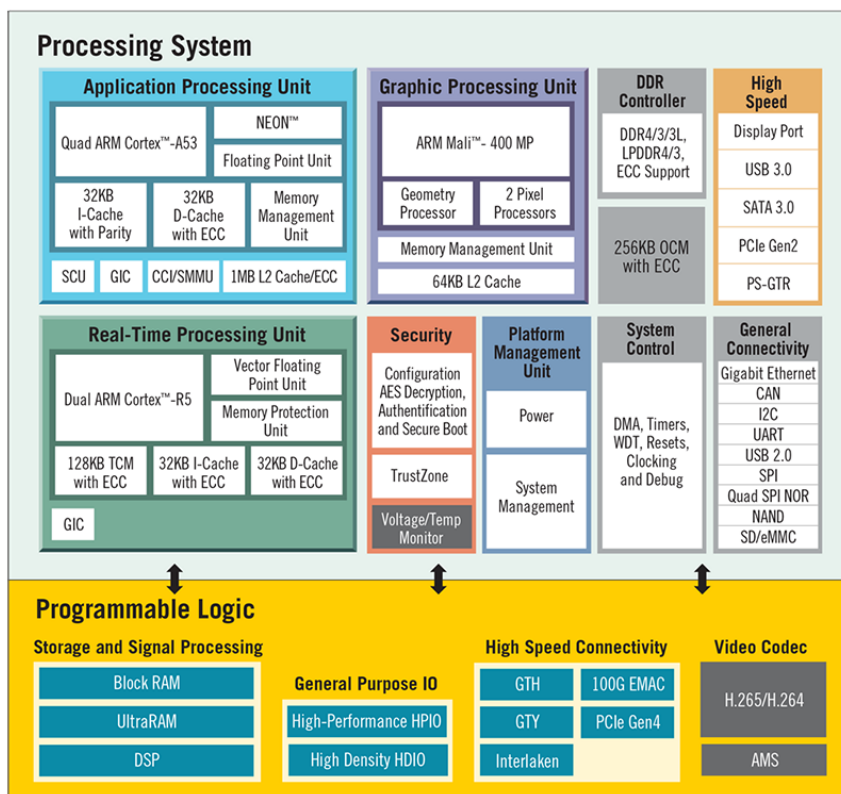 Processing System
Application Processing Unit
Quad ARM Cortex™-A53
NEON™
Floating Point Unit
32KB
I-Cache
with Parity
32KB
D-Cache
with ECC
Memory
Management
Unit
SCU
GIC
CCI/SMMU
1MB L2 Cache/ECC
Graphic Processing Unit
ARM Mali™- 400 MP
Geometry
Processor
2 Pixel
Processors
Memory Management Unit
64KB L2 Cache
DDR
Controller
DDR4/3/3L,
LPDDR4/3,
ECC Support
256KB OCM
with ECC
High
Speed
Display Port
USB 3.0
SATA 3.0
PCIe Gen2
PS-GTR
Real-Time Processing Unit
Dual ARM Cortex™-R5
Vector Floating
Point Unit
Memory Protection
Unit
128KB TCM
with ECC
32KB I-Cache
with ECC
32KB D-Cache
with ECC
GIC
Security
Configuration
AES Decryption,
Authentification
and Secure Boot
TrustZone
Voltage/Temp
Monitor
Platform
Management
Unit
Power
System
Management
System
Control
DMA, Timers,
WDT, Resets,
Clocking
and Debug
General
Connectivity
Gigabit Ethernet
CAN
I2C
UART
USB 2.0
SPI
Quad SPI NOR
NAND
SD/eMMC
Programmable Logic
Storage and Signal Processing
Block RAM
UltraRAM
DSP
General Purpose IO
High-Performance HPIO
High Density HDIO
High Speed Connectivity
GTH
100G EMAC
GTY
PCIe Gen4
Interlaken
Video Codec
H.265/H.264
AMS